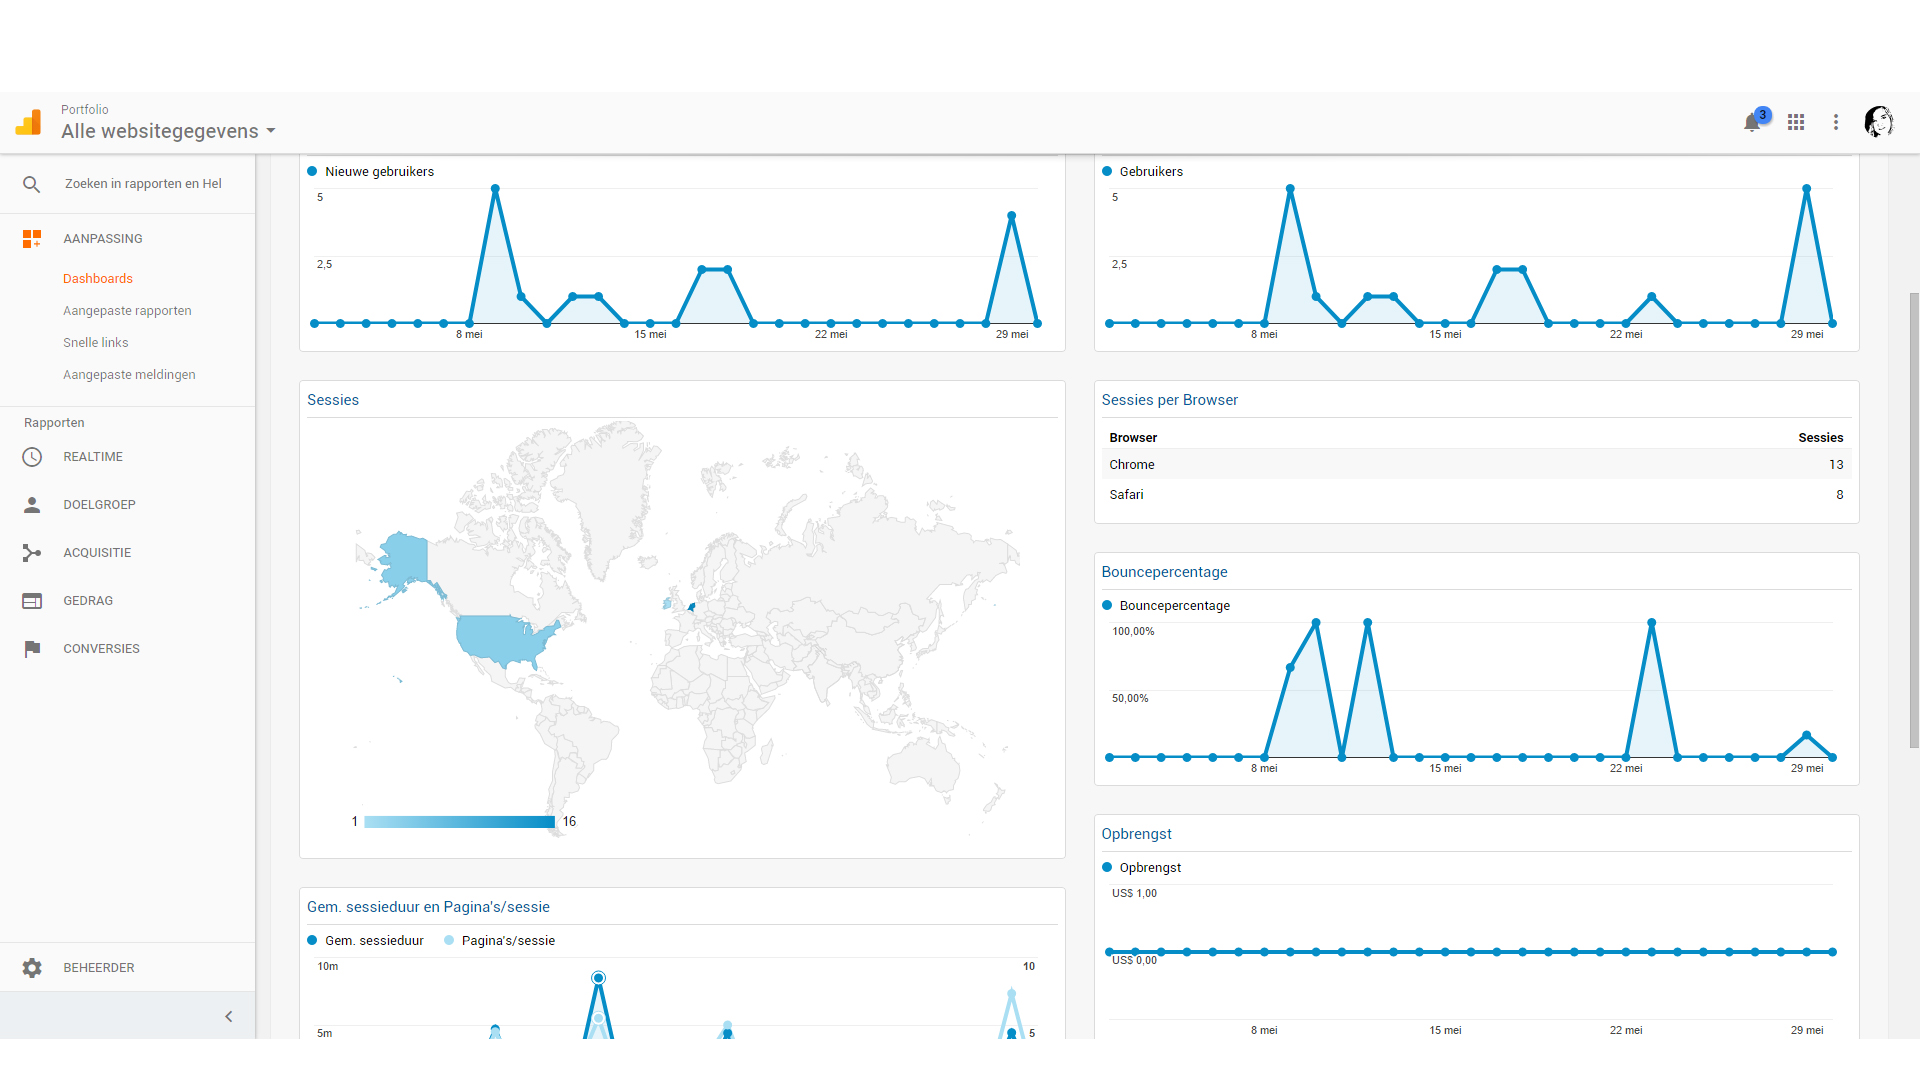 Portfolio
Alle websitegegevens
3
Zoeken in rapporten en Hel
AANPASSING
Dashboards
Aangepaste rapporten
Snelle links
Aangepaste meldingen
Rapporten
REALTIME
DOELGROEP
ACQUISITIE
GEDRAG
CONVERSIES
BEHEERDER
Nieuwe gebruikers
5
2,5
8 mei 15 mei 22 mei 29 mei
Gebruikers
5
2,5
8 mei 15 mei 22 mei 29 mei
Sessies
1 16
Sessies per Browser
Browser Sessies
Chrome 13
Safari 8
Bouncepercentage
Bouncepercentage
100,00%
50,00%
8 mei 15 mei 22 mei 29 mei
Gem. sessieduur en Pagina's/sessie
Gem. sessieduur Pagina's/sessie
10m 10
5m 5
Opbrengst
Opbrengst
US$ 1,00
US$ 0,00
8 mei 15 mei 22 mei 29 mei